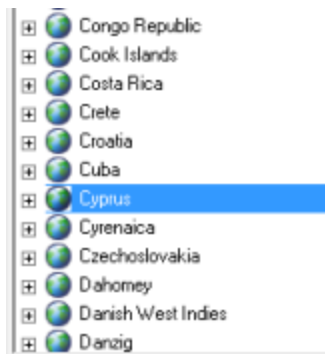 Congo Republic
Cook Islands
Costa Rica
Crete
Croatia
Cuba
Cyprus
Cyrenaica
Czechoslovakia
Dahomey
Danish West Indies
Danzig